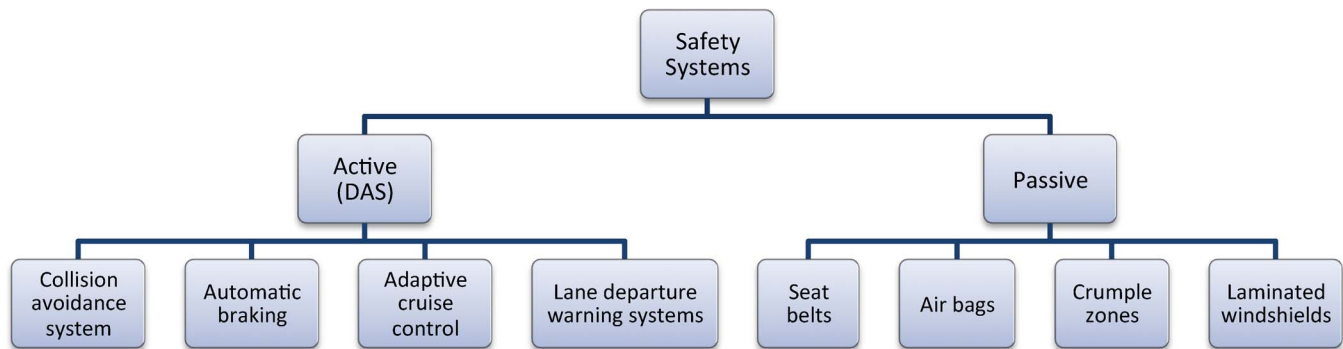 Safety
Systems
Active
(DAS)
Passive
Collision
avoidance
system
Automatic
braking
Adaptive
cruise
control
Lane departure
warning systems
Seat
belts
Air bags
Crumple
zones
Laminated
windshields